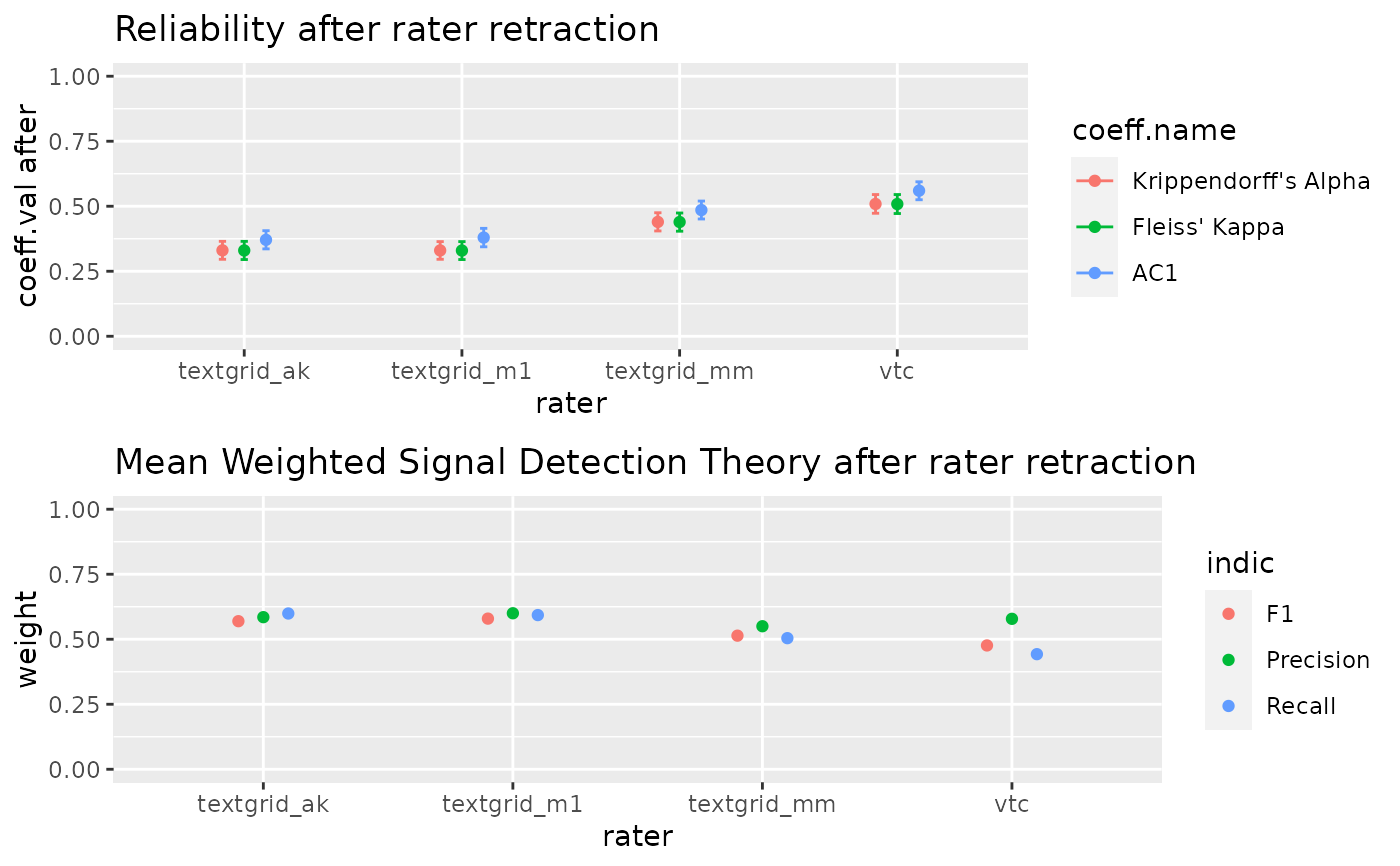 Reliability after rater retraction
coeff.val after
1.00
0.75
0.50
0.25
0.00
textgrid_ak textgrid_m1 textgrid_mm vtc
rater
coeff.name
Krippendorff's Alpha
Fleiss' Kappa
AC1
Mean Weighted Signal Detection Theory after rater retraction
weight
1.00
0.75
0.50
0.25
0.00
textgrid_ak textgrid_m1 textgrid_mm vtc
rater
indic
F1
Precision
Recall